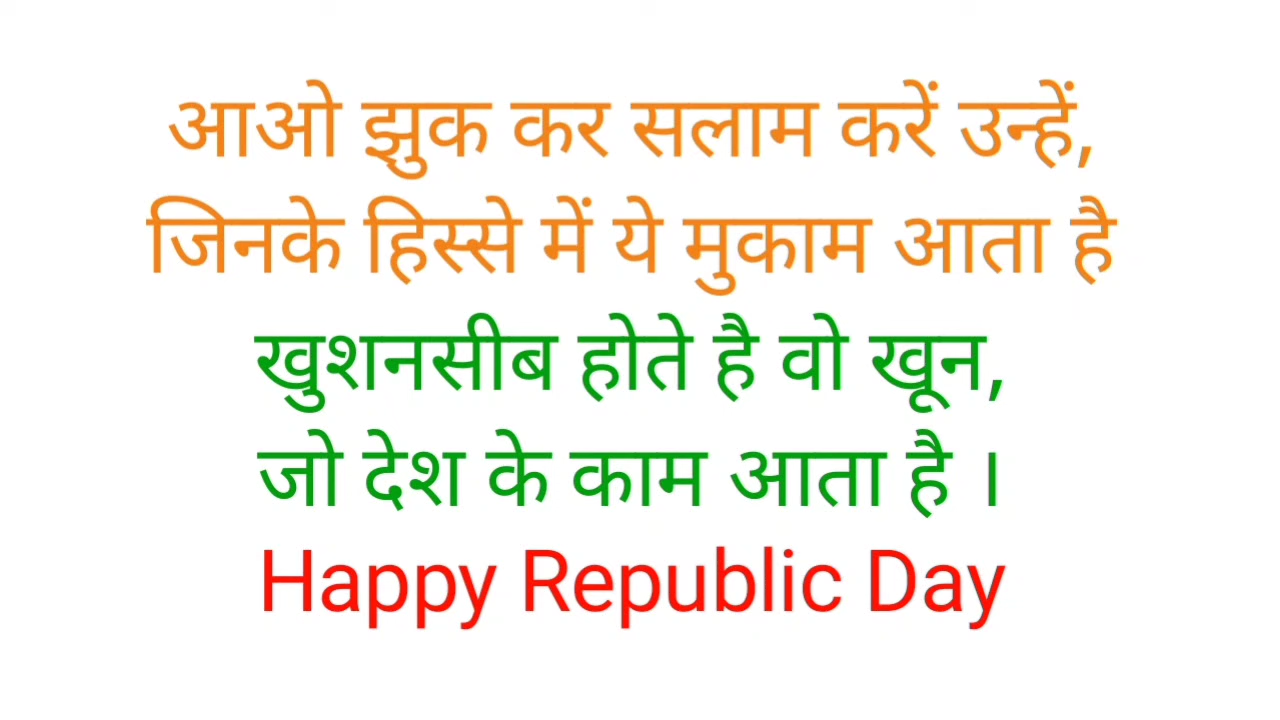 आओ झुक कर सलाम करें उन्हें,
जिनके हिस्से में ये मुकाम आता है
खुशनसीब होते है वो खून,
जो देश के काम आता है ।
Happy Republic Day